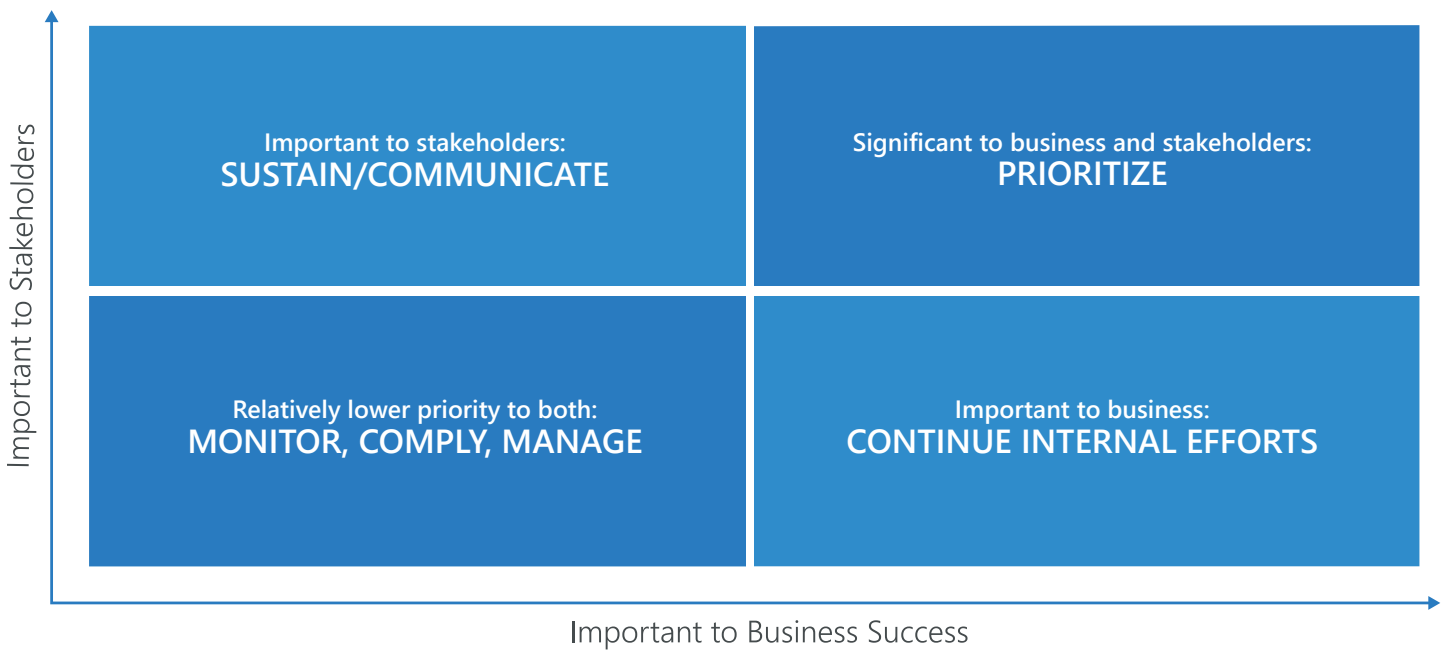 Important to Stakeholders
Important to stakeholders:
SUSTAIN/COMMUNICATE
Significant to business and stakeholders:
PRIORITIZE
Relatively lower priority to both:
MONITOR, COMPLY, MANAGE
Important to business:
CONTINUE INTERNAL EFFORTS
Important to Business Success